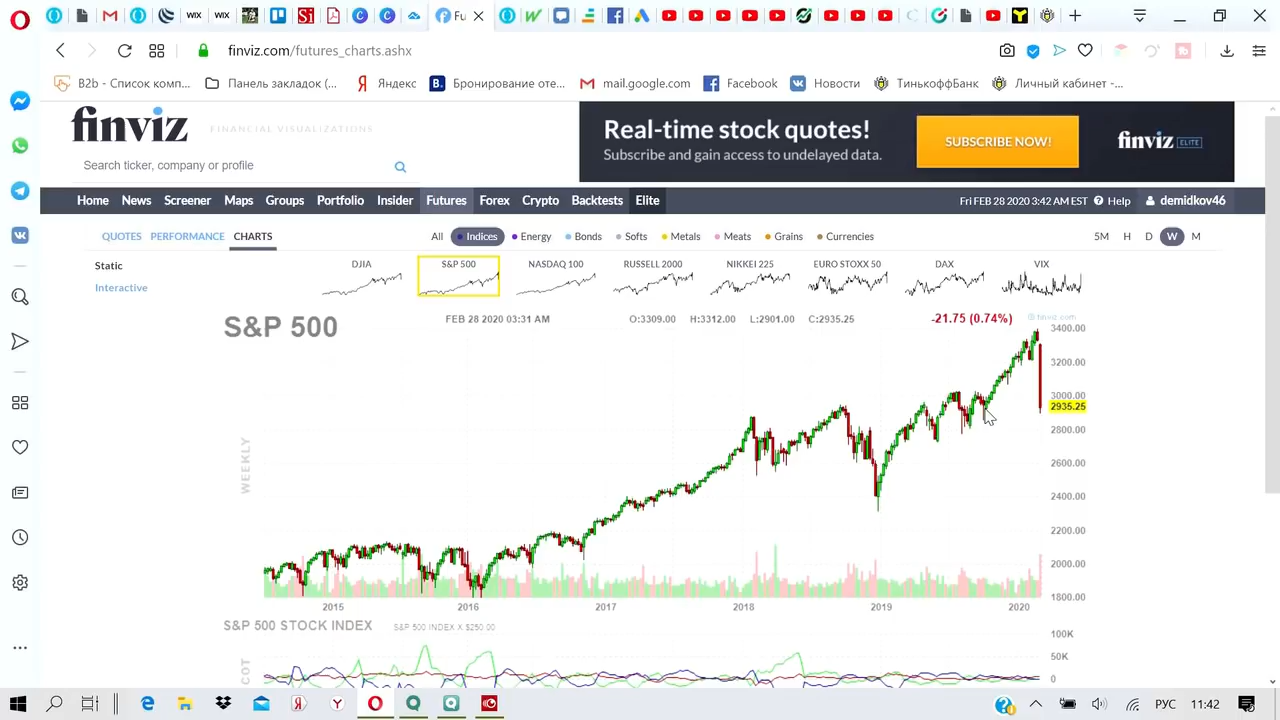 Fu
finviz.com/futures_charts.ashx
B2b - Список комп...
Панель закладок (...
Яндекс
Бронирование оте...
mail.google.com
Facebook
Новости
ТинькоффБанк
Личный кабинет -...
finviz
FINANCIAL VISUALIZATIONS
Real-time stock quotes!
Subscribe and gain access to undelayed data.
SUBSCRIBE NOW!
finviz ELITE
Search ticker, company or profile
Home News Screener Maps Groups Portfolio Insider Futures Forex Crypto Backtests Elite
Fri FEB 28 2020 3:42 AM EST Help demidkov46
QUOTES PERFORMANCE CHARTS
All Indices Energy Bonds Softs Metals Meats Grains Currencies
5M H D W
Static
Interactive
DJIA S&P 500 NASDAQ 100 RUSSELL 2000 NIKKEI 225 EURO STOXX 50 DAX VIX
S&P 500
FEB 28 2020 03:31 AM O:3309.00 H:3312.00 L:2901.00 C:2935.25 -21.75 (0.74%)
finviz.com
3400.00
3200.00
3000.00
2935.25
2800.00
2600.00
2400.00
2200.00
2000.00
1800.00
WEEKLY
2015 2016 2017 2018 2019 2020
S&P 500 STOCK INDEX S&P 500 INDEX X $250.00
100K
50K
0
COT
РУС 11:42